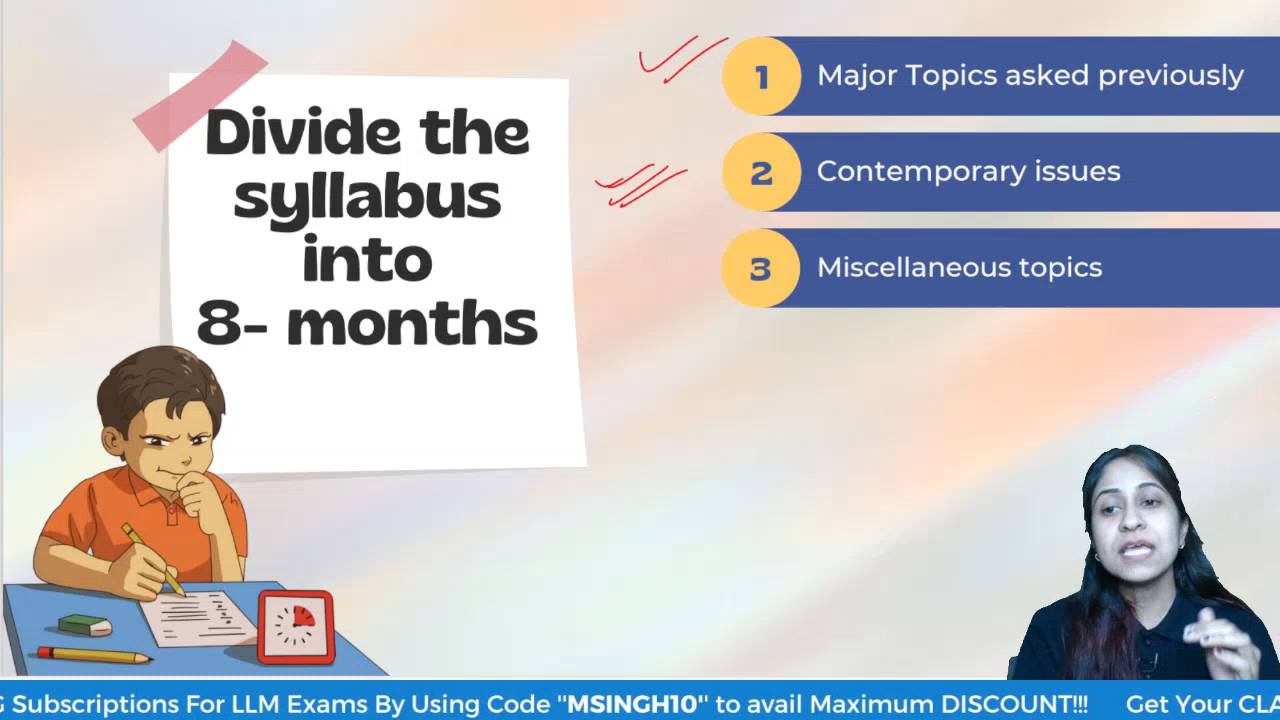 Divide the
syllabus
into
8- months
1 Major Topics asked previously
2 Contemporary issues
3 Miscellaneous topics
G Subscriptions For LLM Exams By Using Code "MSINGH10" to avail Maximum DISCOUNT!!! Get Your CLA